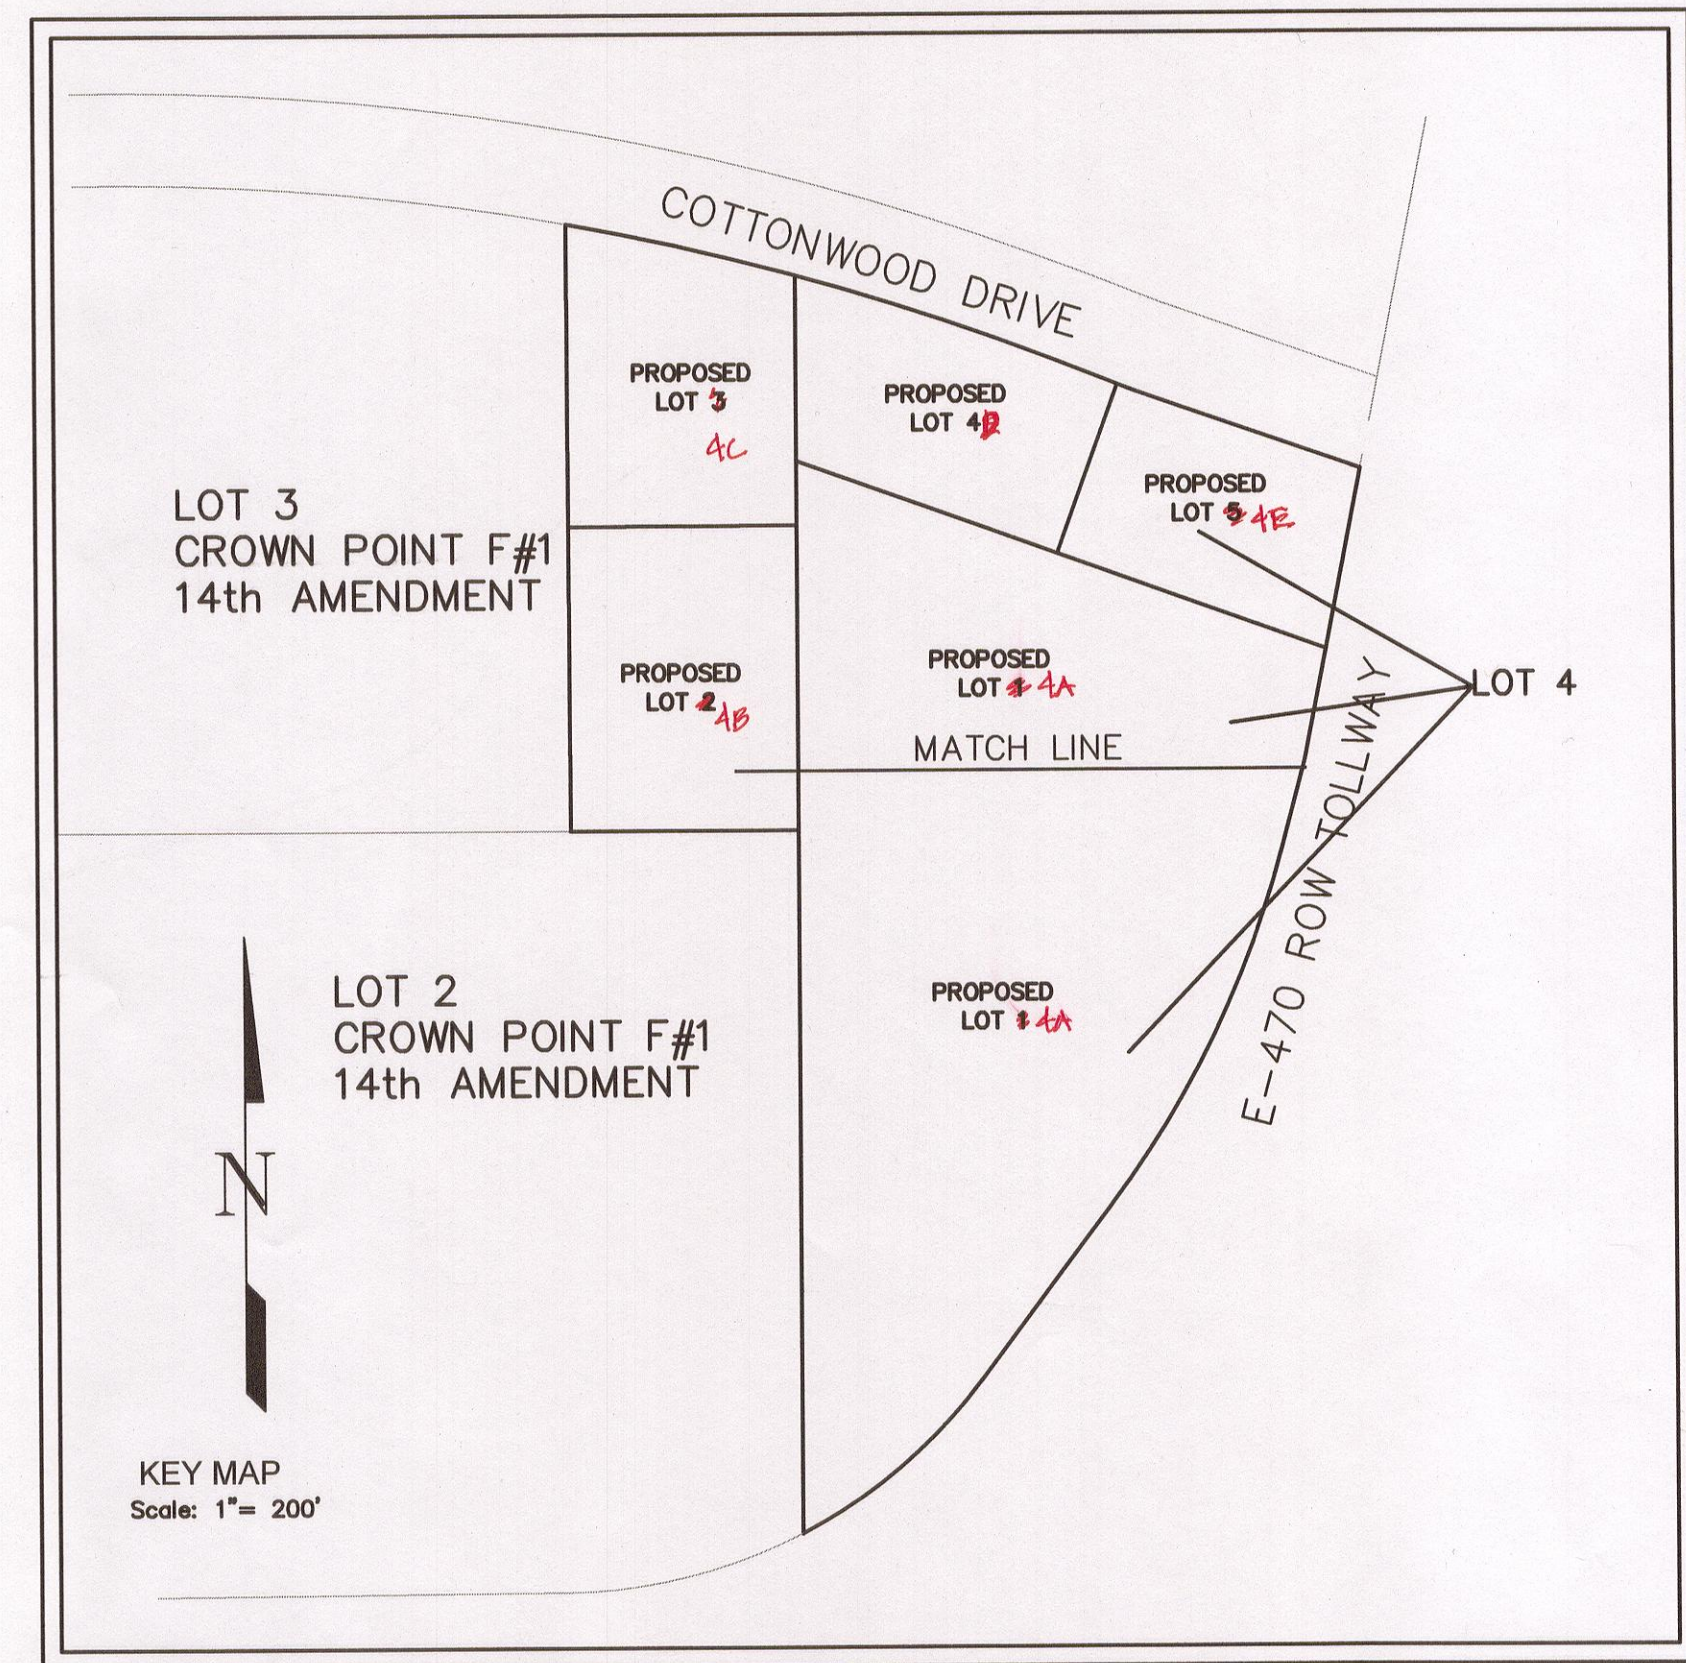 COTTONWOOD DRIVE
PROPOSED
LOT 3
4C
PROPOSED
LOT 4D
PROPOSED
LOT 5 4E
LOT 3
CROWN POINT F#1
14th AMENDMENT
PROPOSED
LOT 2
4B
PROPOSED
LOT 1 4A
LOT 4
MATCH LINE
E-470 ROW TOLLWAY
LOT 2
CROWN POINT F#1
14th AMENDMENT
PROPOSED
LOT 1 4A
N
KEY MAP
Scale: 1"= 200'